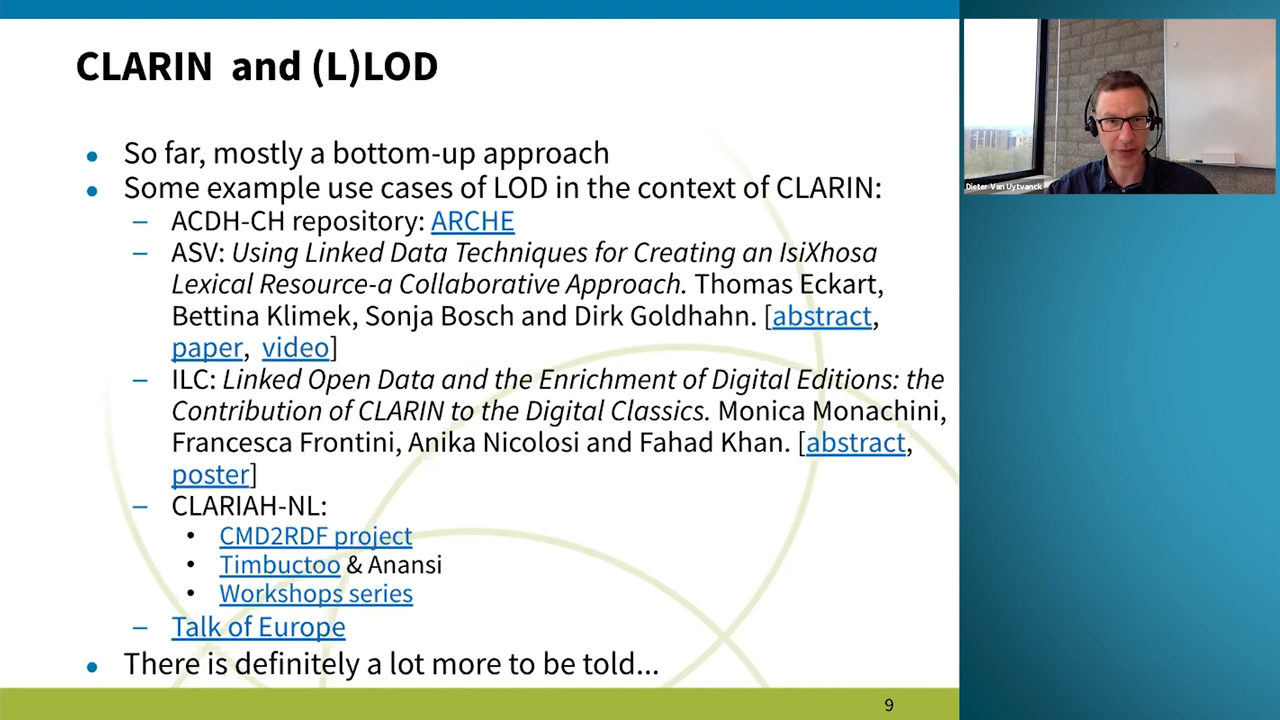 CLARIN and (L)LOD
• So far, mostly a bottom-up approach
• Some example use cases of LOD in the context of CLARIN:
– ACDH-CH repository: ARCHE
– ASV: Using Linked Data Techniques for Creating an IsiXhosa
Lexical Resource-a Collaborative Approach. Thomas Eckart,
Bettina Klimek, Sonja Bosch and Dirk Goldhahn. [abstract,
paper, video]
– ILC: Linked Open Data and the Enrichment of Digital Editions: the
Contribution of CLARIN to the Digital Classics. Monica Monachini,
Francesca Frontini, Anika Nicolosi and Fahad Khan. [abstract,
poster]
– CLARIAH-NL:
• CMD2RDF project
• Timbuctoo & Anansi
• Workshops series
– Talk of Europe
• There is definitely a lot more to be told...
9
Dieter Van Uytvanck